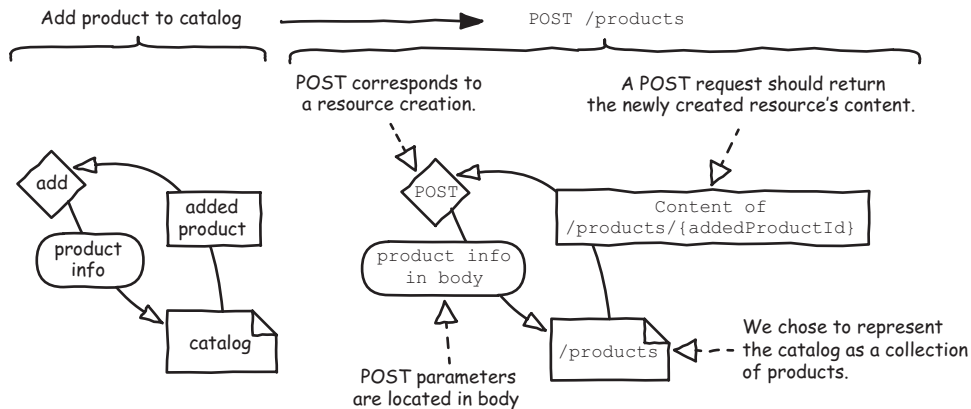 Add product to catalog
POST /products
POST corresponds to
a resource creation.
A POST request should return
the newly created resource's content.
add
added
product
product
info
catalog
POST
Content of
/products/{addedProductId}
product info
in body
/products
We chose to represent
the catalog as a collection
of products.
POST parameters
are located in body